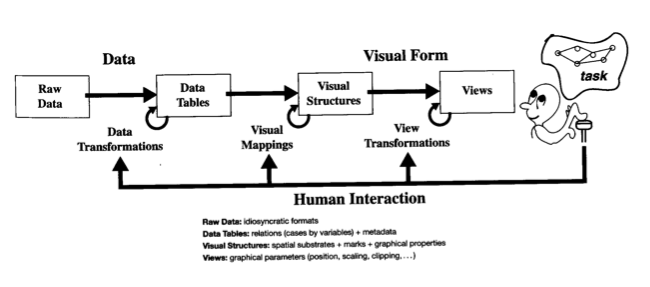 Data
Visual Form
task
Raw
Data
Data
Tables
Visual
Structures
Views
Data
Transformations
Visual
Mappings
View
Transformations
Human Interaction
Raw Data: idiosyncratic formats
Data Tables: relations (cases by variables) + metadata
Visual Structures: spatial substrates + marks + graphical properties
Views: graphical parameters (position, scaling, clipping,...)